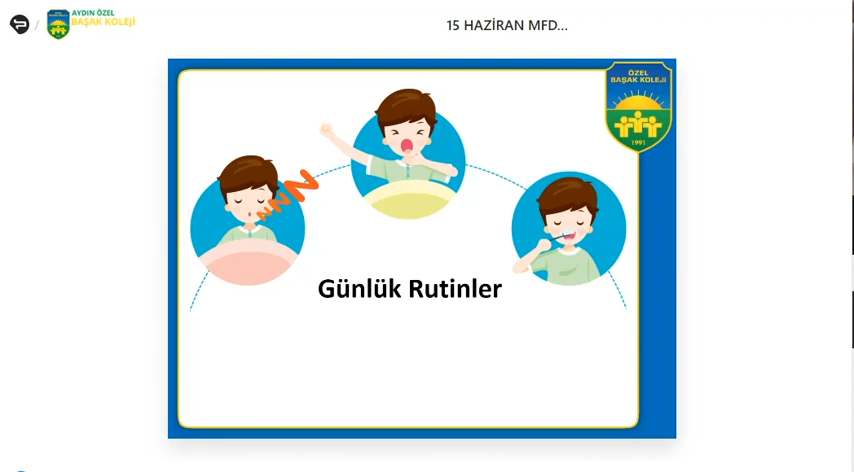 AYDIN ÖZEL
BAŞAK KOLEJİ
15 HAZİRAN MFD...
ÖZEL
BAŞAK KOLEJİ
1991
Günlük Rutinler